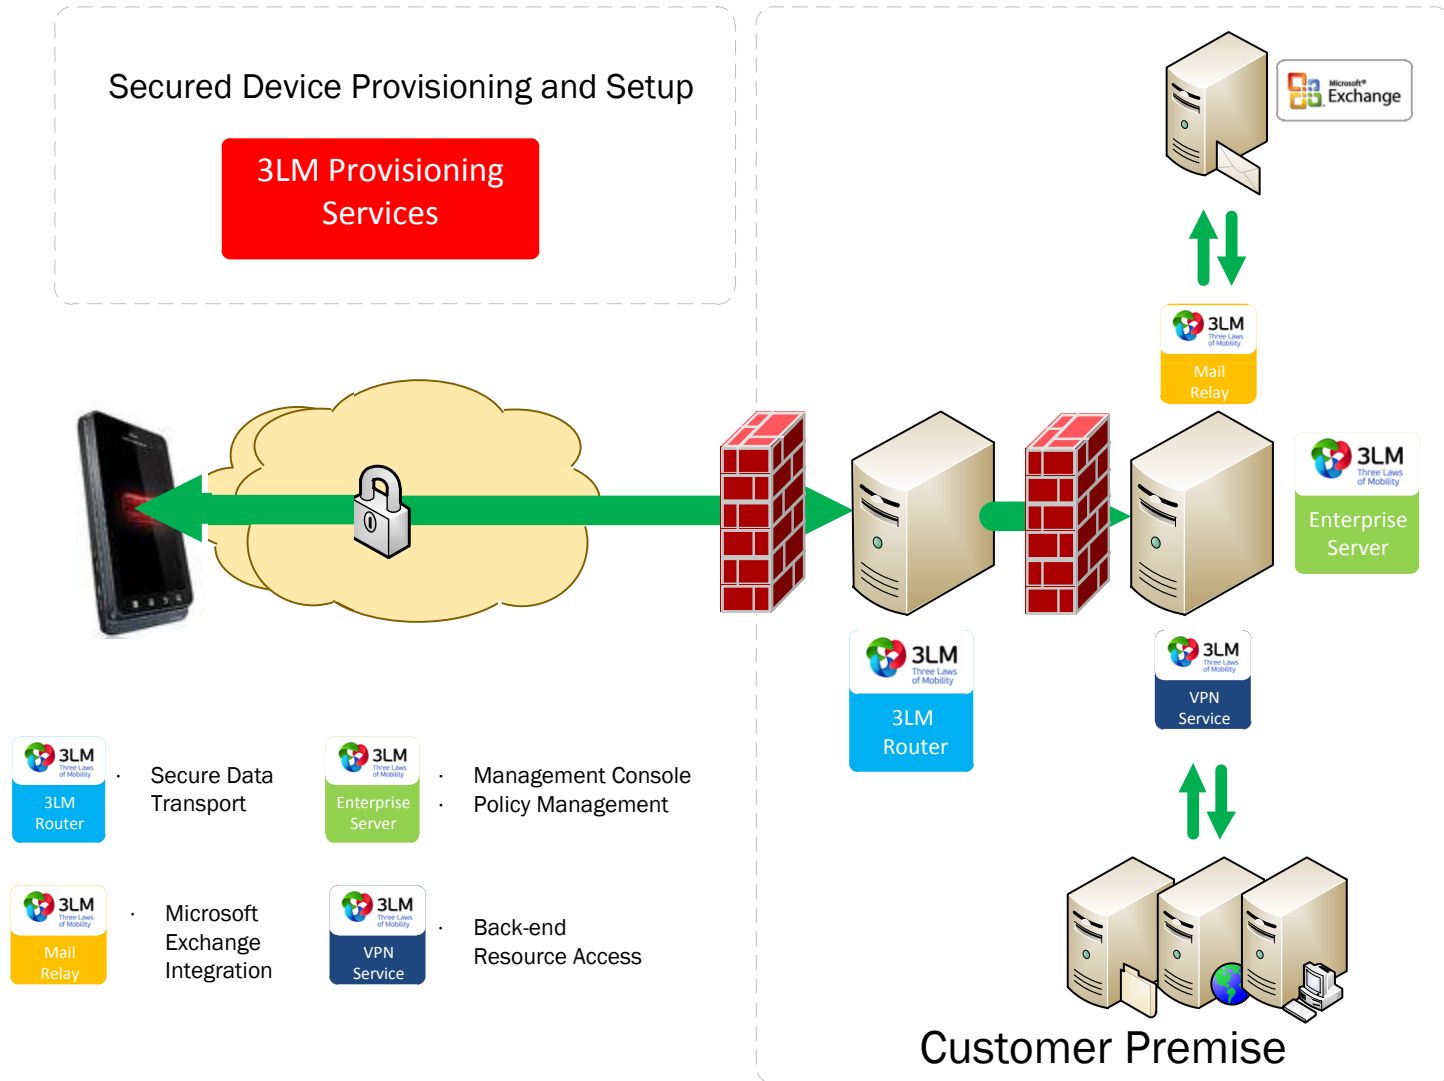 Secured Device Provisioning and Setup
3LM Provisioning
Services
Microsoft®
Exchange
3LM
Three Laws
of Mobility
Mail
Relay
3LM
Three Laws
of Mobility
Enterprise
Server
3LM
Three Laws
of Mobility
3LM
Router
3LM
Three Laws
of Mobility
VPN
Service
3LM
Three Laws
of Mobility
3LM
Router
· Secure Data
Transport
3LM
Three Laws
of Mobility
Enterprise
Server
· Management Console
· Policy Management
3LM
Three Laws
of Mobility
Mail
Relay
· Microsoft
Exchange
Integration
3LM
Three Laws
of Mobility
VPN
Service
· Back-end
Resource Access
Customer Premise